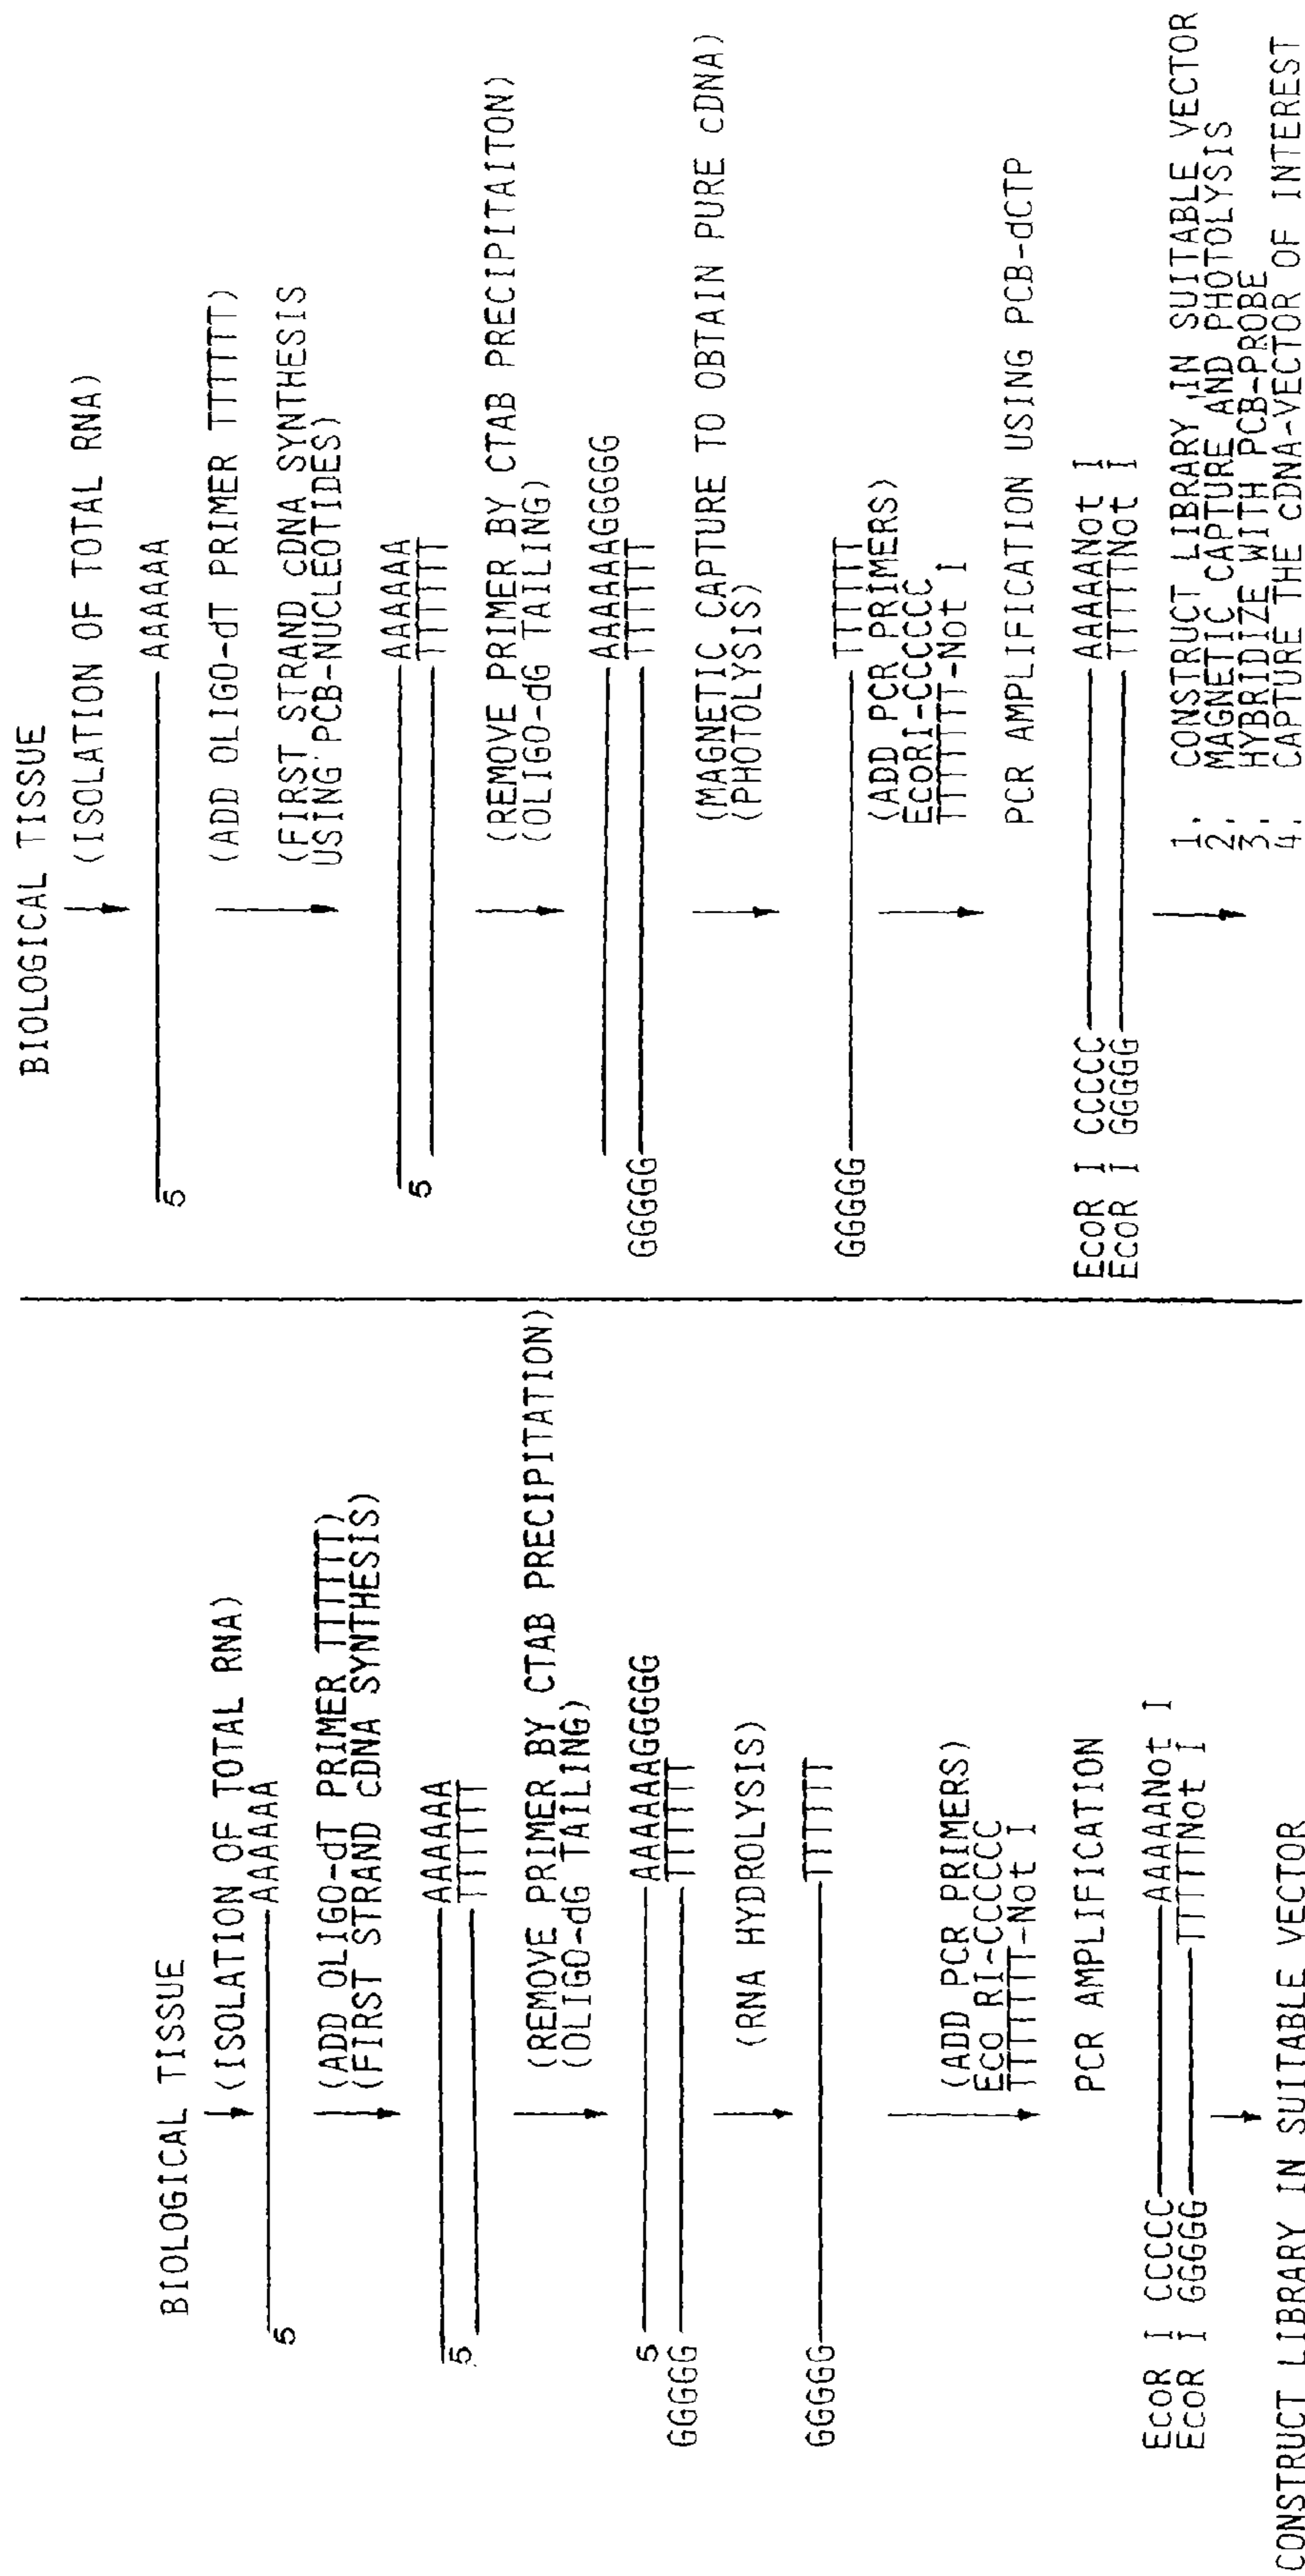 BIOLOGICAL TISSUE
(ISOLATION OF TOTAL RNA)
AAAAAA
5
(ADD OLIGO-dT PRIMER TTTTTT)
(FIRST STRAND cDNA SYNTHESIS)
AAAAAA
5 TTTTTT
(REMOVE PRIMER BY CTAB PRECIPITATION)
(OLIGO-dG TAILING)
5 AAAAAAGGGGG
GGGGG TTTTTT
(RNA HYDROLYSIS)
GGGGG TTTTTT
(ADD PCR PRIMERS)
ECO RI-CCCCCC
TTTTTTT-Not I
PCR AMPLIFICATION
EcoR I CCCCC AAAAANot I
EcoR I GGGGG TTTTTNot I
CONSTRUCT LIBRARY IN SUITABLE VECTOR
BIOLOGICAL TISSUE
(ISOLATION OF TOTAL RNA)
AAAAAA
5
(ADD OLIGO-dT PRIMER TTTTTT)
(FIRST STRAND cDNA SYNTHESIS
USING PCB-NUCLEOTIDES)
AAAAAA
5 TTTTTT
(REMOVE PRIMER BY CTAB PRECIPITAITON)
(OLIGO-dG TAILING)
AAAAAAGGGGG
GGGGG TTTTTT
(MAGNETIC CAPTURE TO OBTAIN PURE cDNA)
(PHOTOLYSIS)
GGGGG TTTTTT
(ADD PCR PRIMERS)
ECORI-CCCCCC
TTTTTTT-Not I
PCR AMPLIFICATION USING PCB-dCTP
EcoR I CCCCC AAAAANot I
EcoR I GGGGG TTTTTNot I
1. CONSTRUCT LIBRARY IN SUITABLE VECTOR
2. MAGNETIC CAPTURE AND PHOTOLYSIS
3. HYBRIDIZE WITH PCB-PROBE
4. CAPTURE THE CDNA-VECTOR OF INTEREST